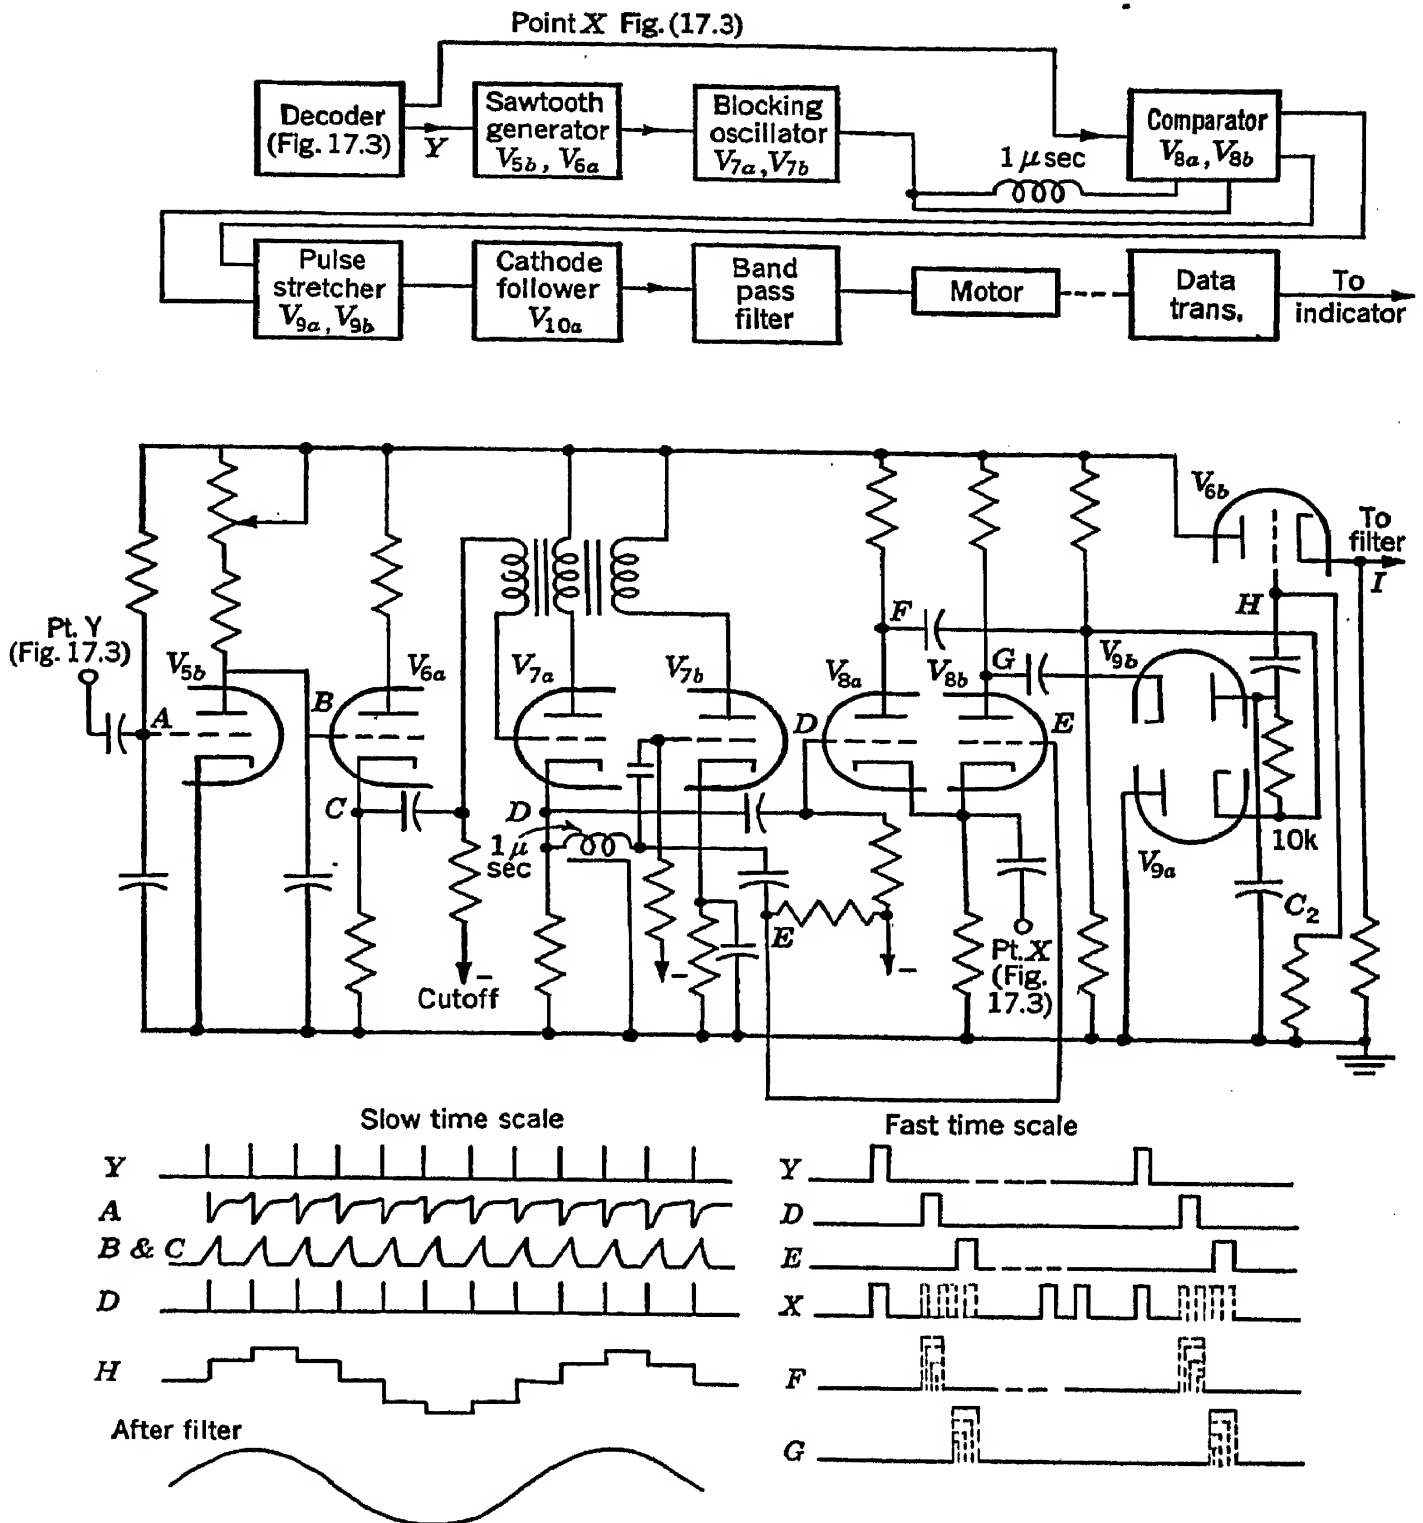 Point X Fig. (17.3)
Decoder
(Fig. 17.3)
Y
Sawtooth
generator
V5b, V6a
Blocking
oscillator
V7a, V7b
1 μ sec
Comparator
V8a, V8b
Pulse
stretcher
V9a, V9b
Cathode
follower
V10a
Band
pass
filter
Motor
Data
trans.
To
indicator
V6b
To
filter
I
H
Pt. Y
(Fig. 17.3)
A
V5b
B
V6a
V7a
V7b
F
V8a
V8b
G
V9b
D
E
C
D
1 μ
sec
10k
V9a
C2
E
Pt. X
(Fig.
17.3)
–
Cutoff
–
–
Slow time scale
Y
A
B & C
D
H
After filter
Fast time scale
Y
D
E
X
F
G